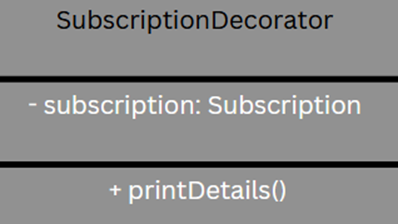 SubscriptionDecorator
- subscription: Subscription
+ printDetails()